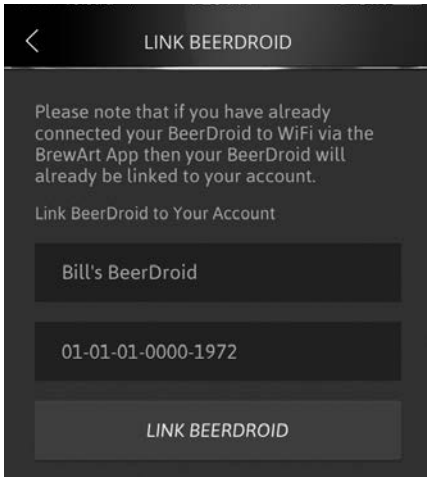 LINK BEERDROID
Please note that if you have already
connected your BeerDroid to WiFi via the
BrewArt App then your BeerDroid will
already be linked to your account.
Link BeerDroid to Your Account
Bill's BeerDroid
01-01-01-0000-1972
LINK BEERDROID